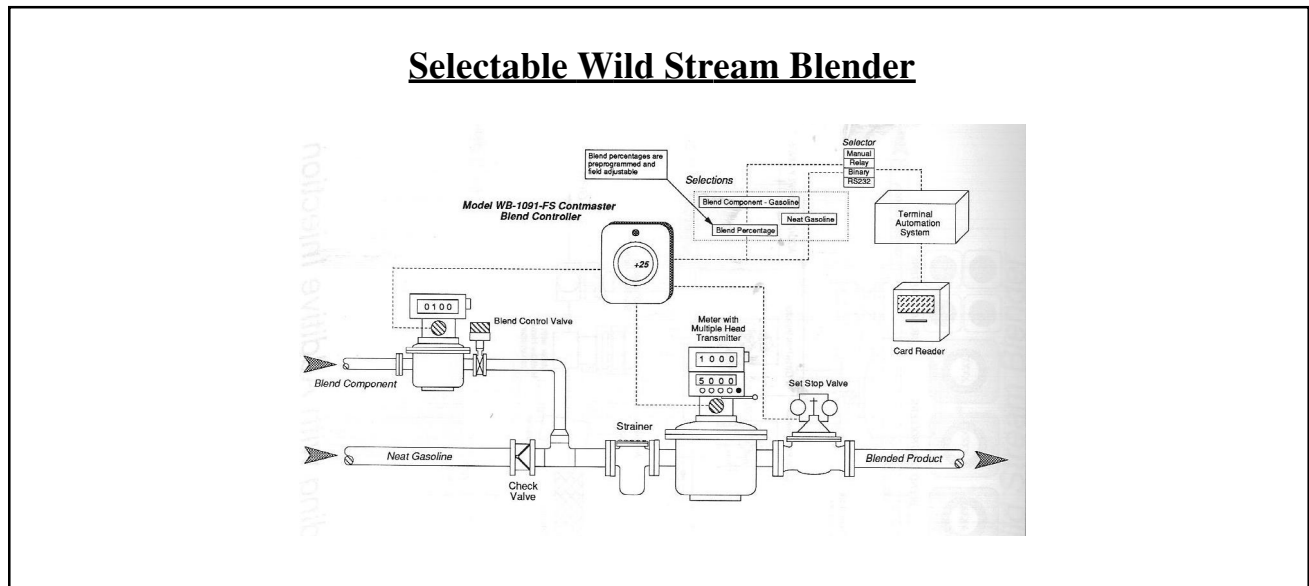 Selectable Wild Stream Blender
Selector
Manual
Relay
Binary
RS232
Blend percentages are
preprogrammed and
field adjustable
Selections
Blend Component - Gasoline
Neat Gasoline
Blend Percentage
Model WB-1091-FS Contmaster
Blend Controller
+25
Terminal
Automation
System
Card Reader
0100
Blend Control Valve
Blend Component
Meter with
Multiple Head
Transmitter
1000
5000
Set Stop Valve
Strainer
Neat Gasoline
Check
Valve
Blended Product